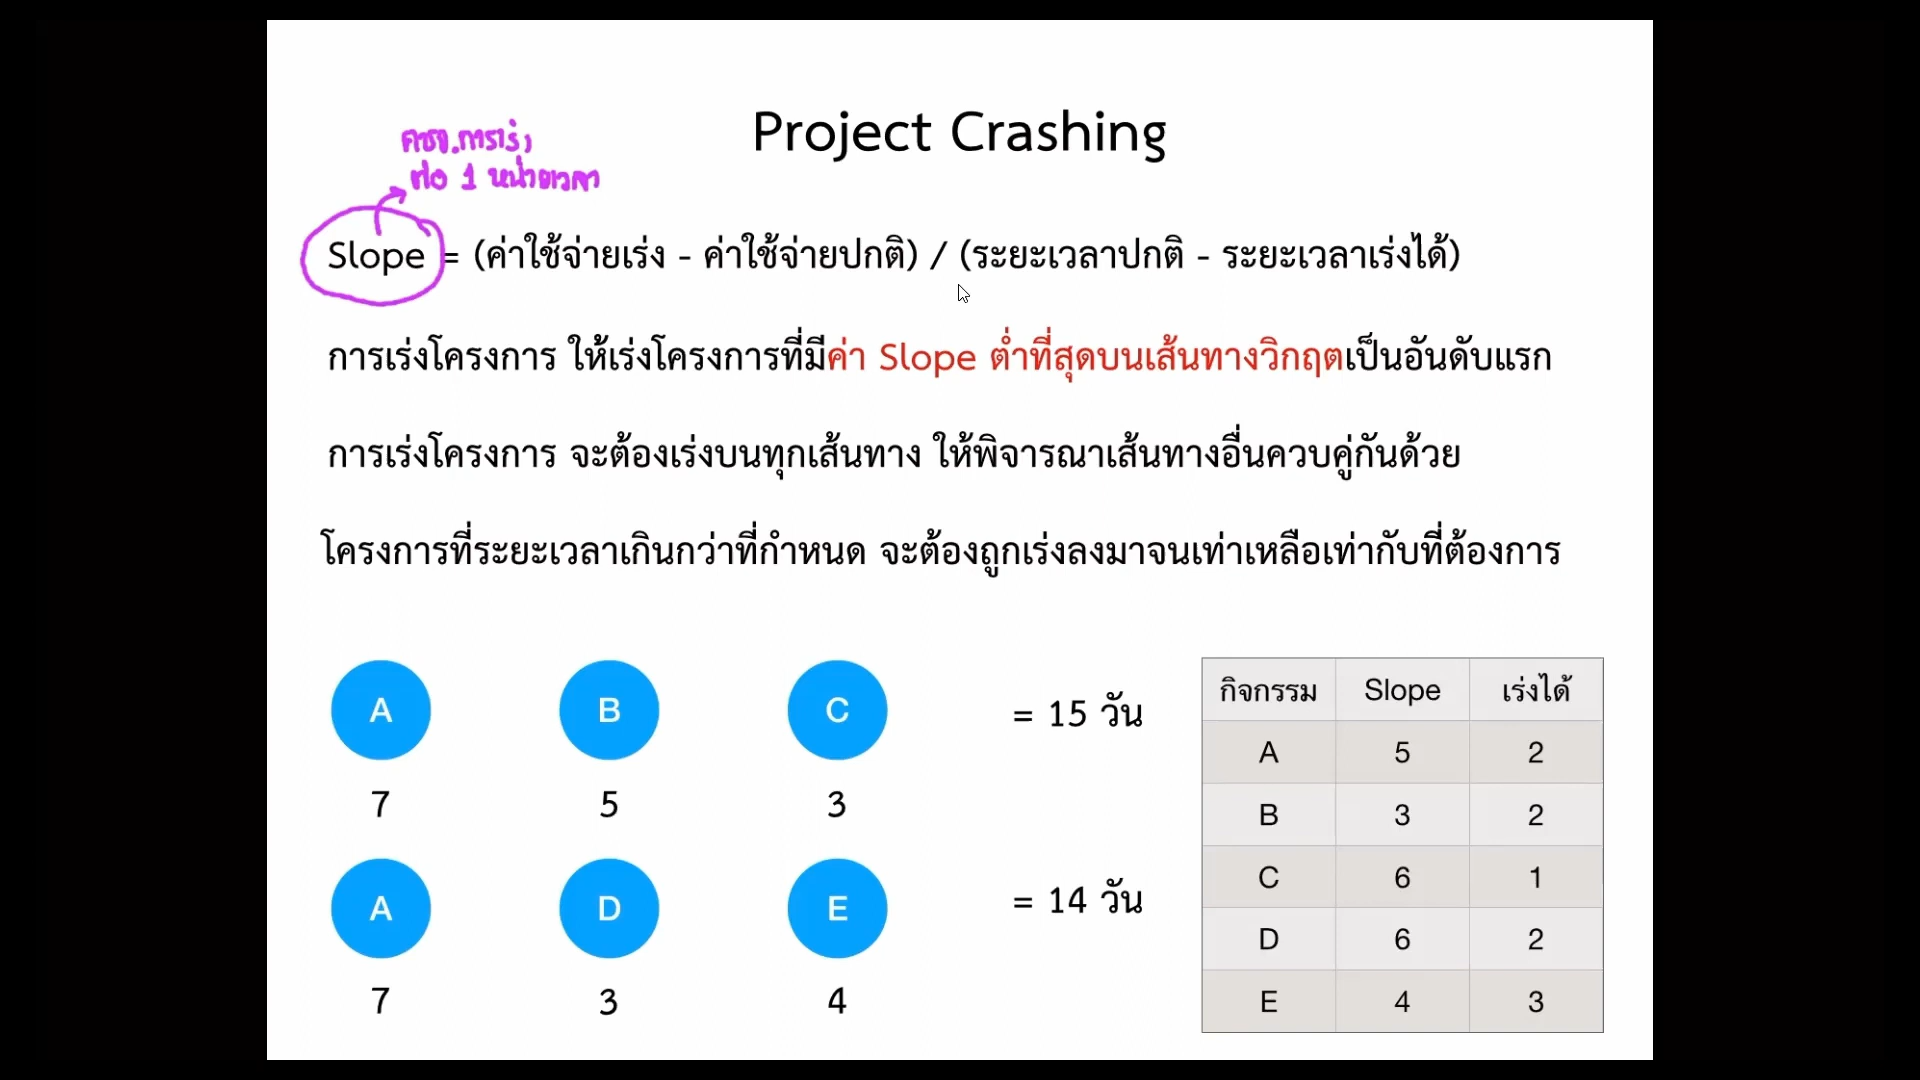 Project Crashing
คชจ.การเร่ง
ต่อ 1 หน่วยเวลา
Slope = (ค่าใช้จ่ายเร่ง - ค่าใช้จ่ายปกติ) / (ระยะเวลาปกติ - ระยะเวลาเร่งได้)
การเร่งโครงการ ให้เร่งโครงการที่มีค่า Slope ต่ำที่สุดบนเส้นทางวิกฤตเป็นอันดับแรก
การเร่งโครงการ จะต้องเร่งบนทุกเส้นทาง ให้พิจารณาเส้นทางอื่นควบคู่กันด้วย
โครงการที่ระยะเวลาเกินกว่าที่กำหนด จะต้องถูกเร่งลงมาจนเท่าเหลือเท่ากับที่ต้องการ
A B C = 15 วัน
7 5 3
A D E = 14 วัน
7 3 4
กิจกรรม Slope เร่งได้
A 5 2
B 3 2
C 6 1
D 6 2
E 4 3